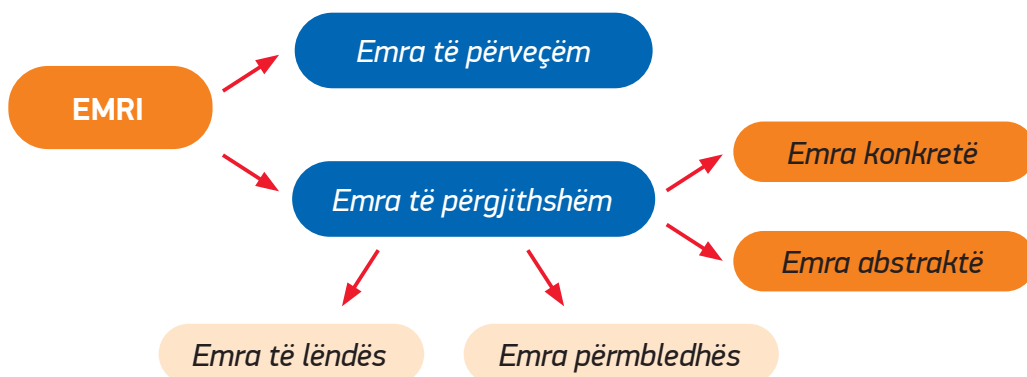 Emra të përveçëm
EMRI
Emra konkretë
Emra të përgjithshëm
Emra abstraktë
Emra të lëndës
Emra përmbledhës